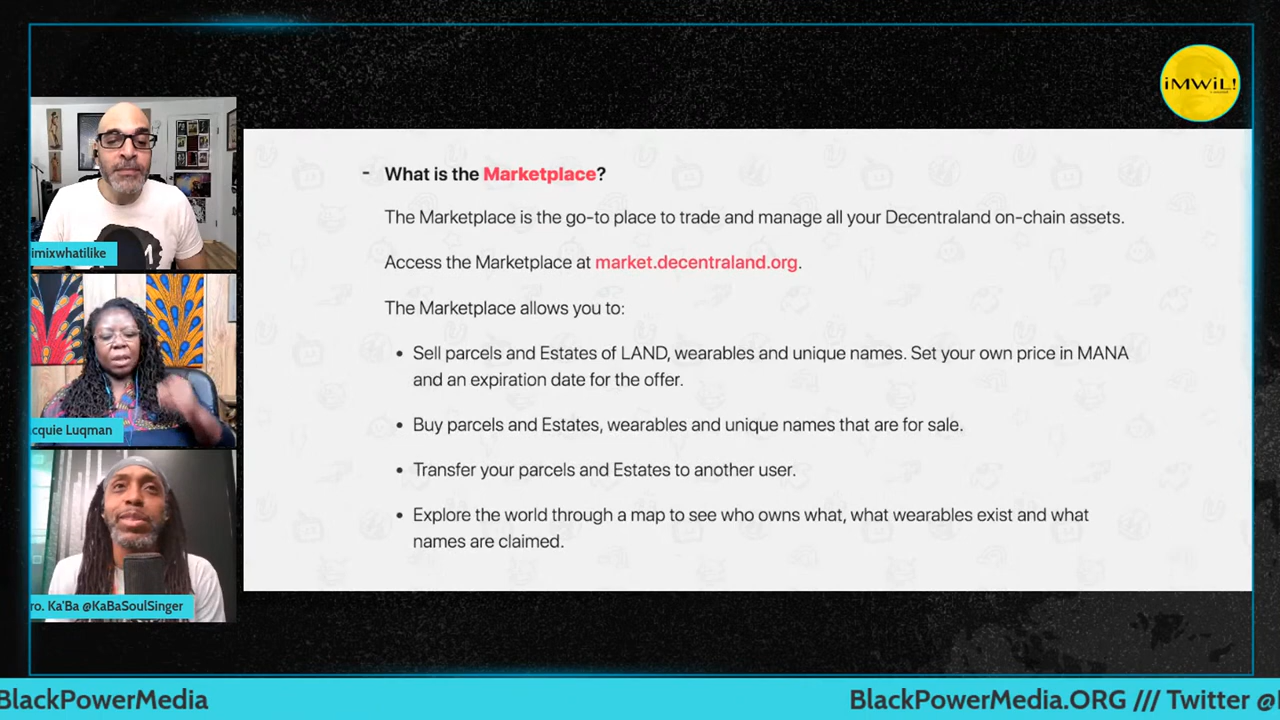 iMWiL!
imixwhatilike
cquie Luqman
ro. Ka'Ba @KaBaSoulSinger
- What is the Marketplace?
The Marketplace is the go-to place to trade and manage all your Decentraland on-chain assets.
Access the Marketplace at market.decentraland.org.
The Marketplace allows you to:
• Sell parcels and Estates of LAND, wearables and unique names. Set your own price in MANA
and an expiration date for the offer.
• Buy parcels and Estates, wearables and unique names that are for sale.
• Transfer your parcels and Estates to another user.
• Explore the world through a map to see who owns what, what wearables exist and what
names are claimed.
BlackPowerMedia
BlackPowerMedia.ORG /// Twitter @